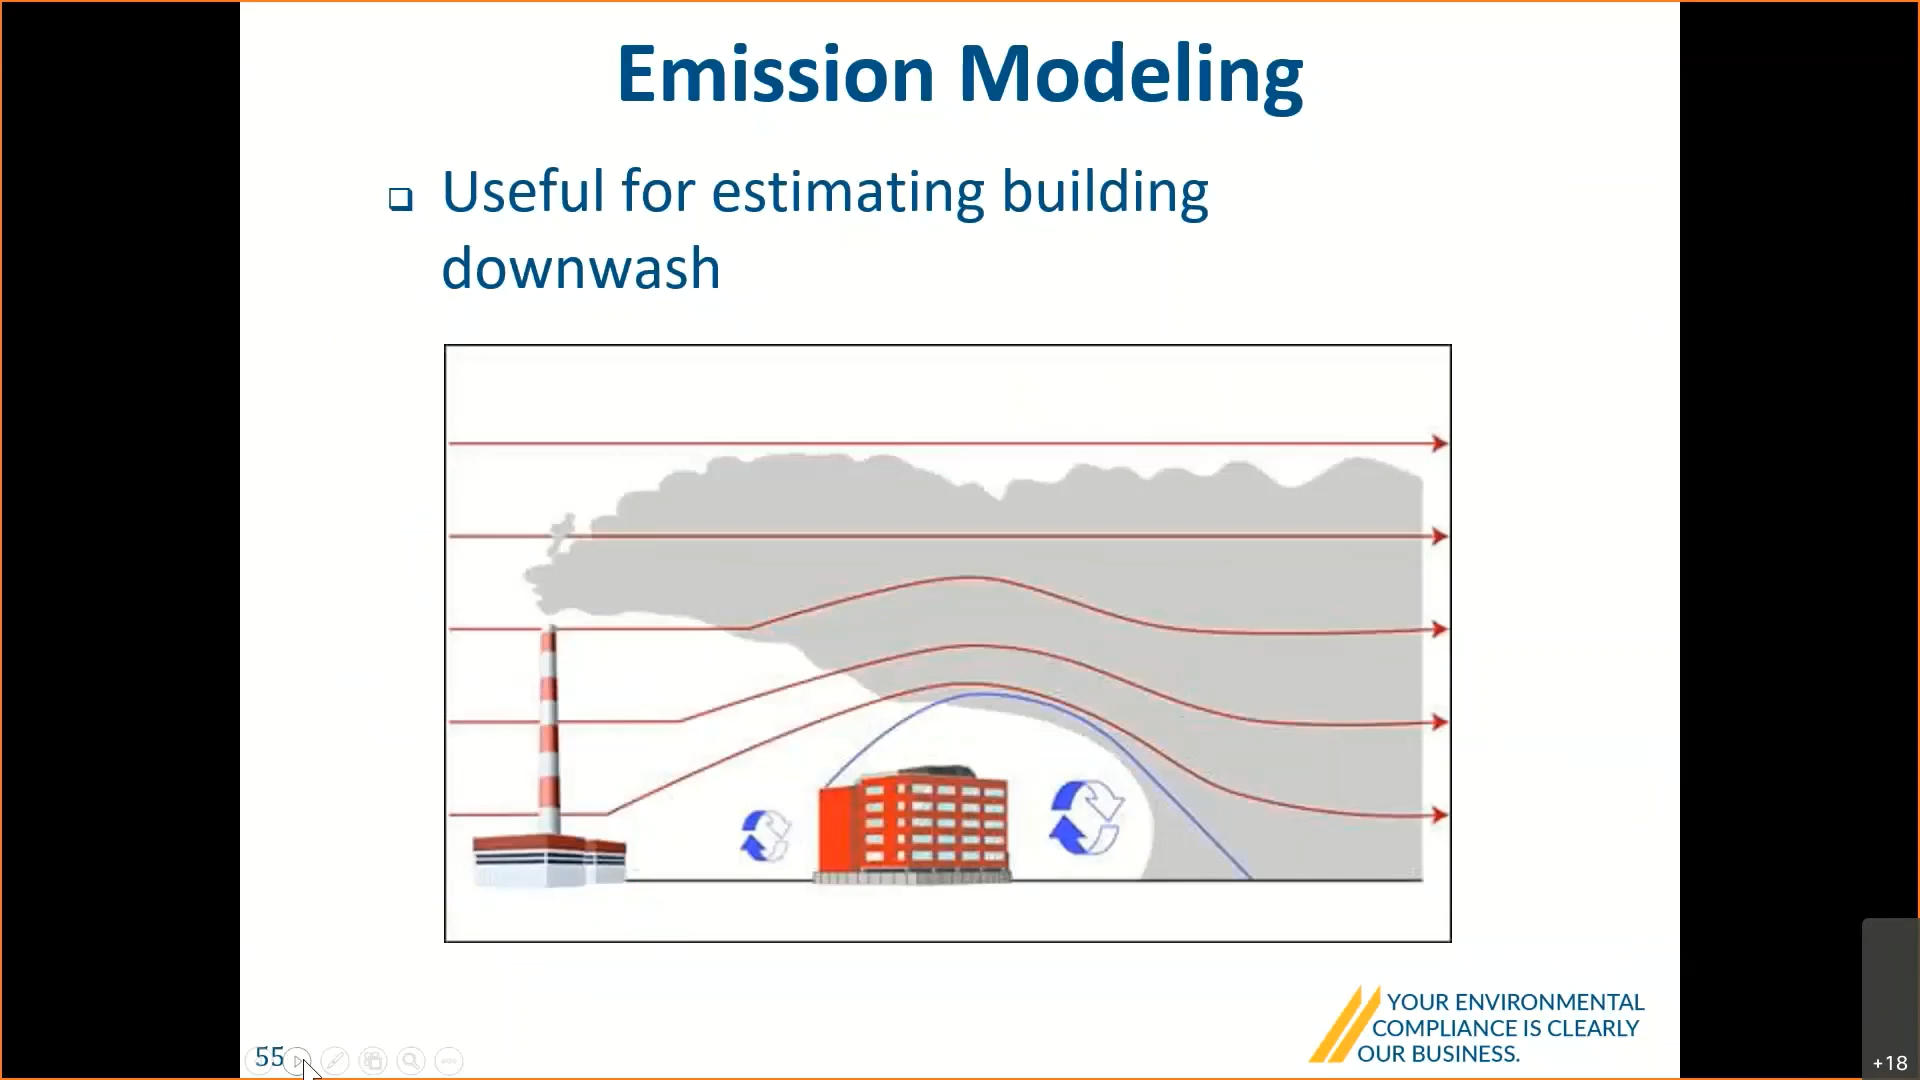 Emission Modeling
Useful for estimating building
downwash
YOUR ENVIRONMENTAL
COMPLIANCE IS CLEARLY
OUR BUSINESS.
55
+18